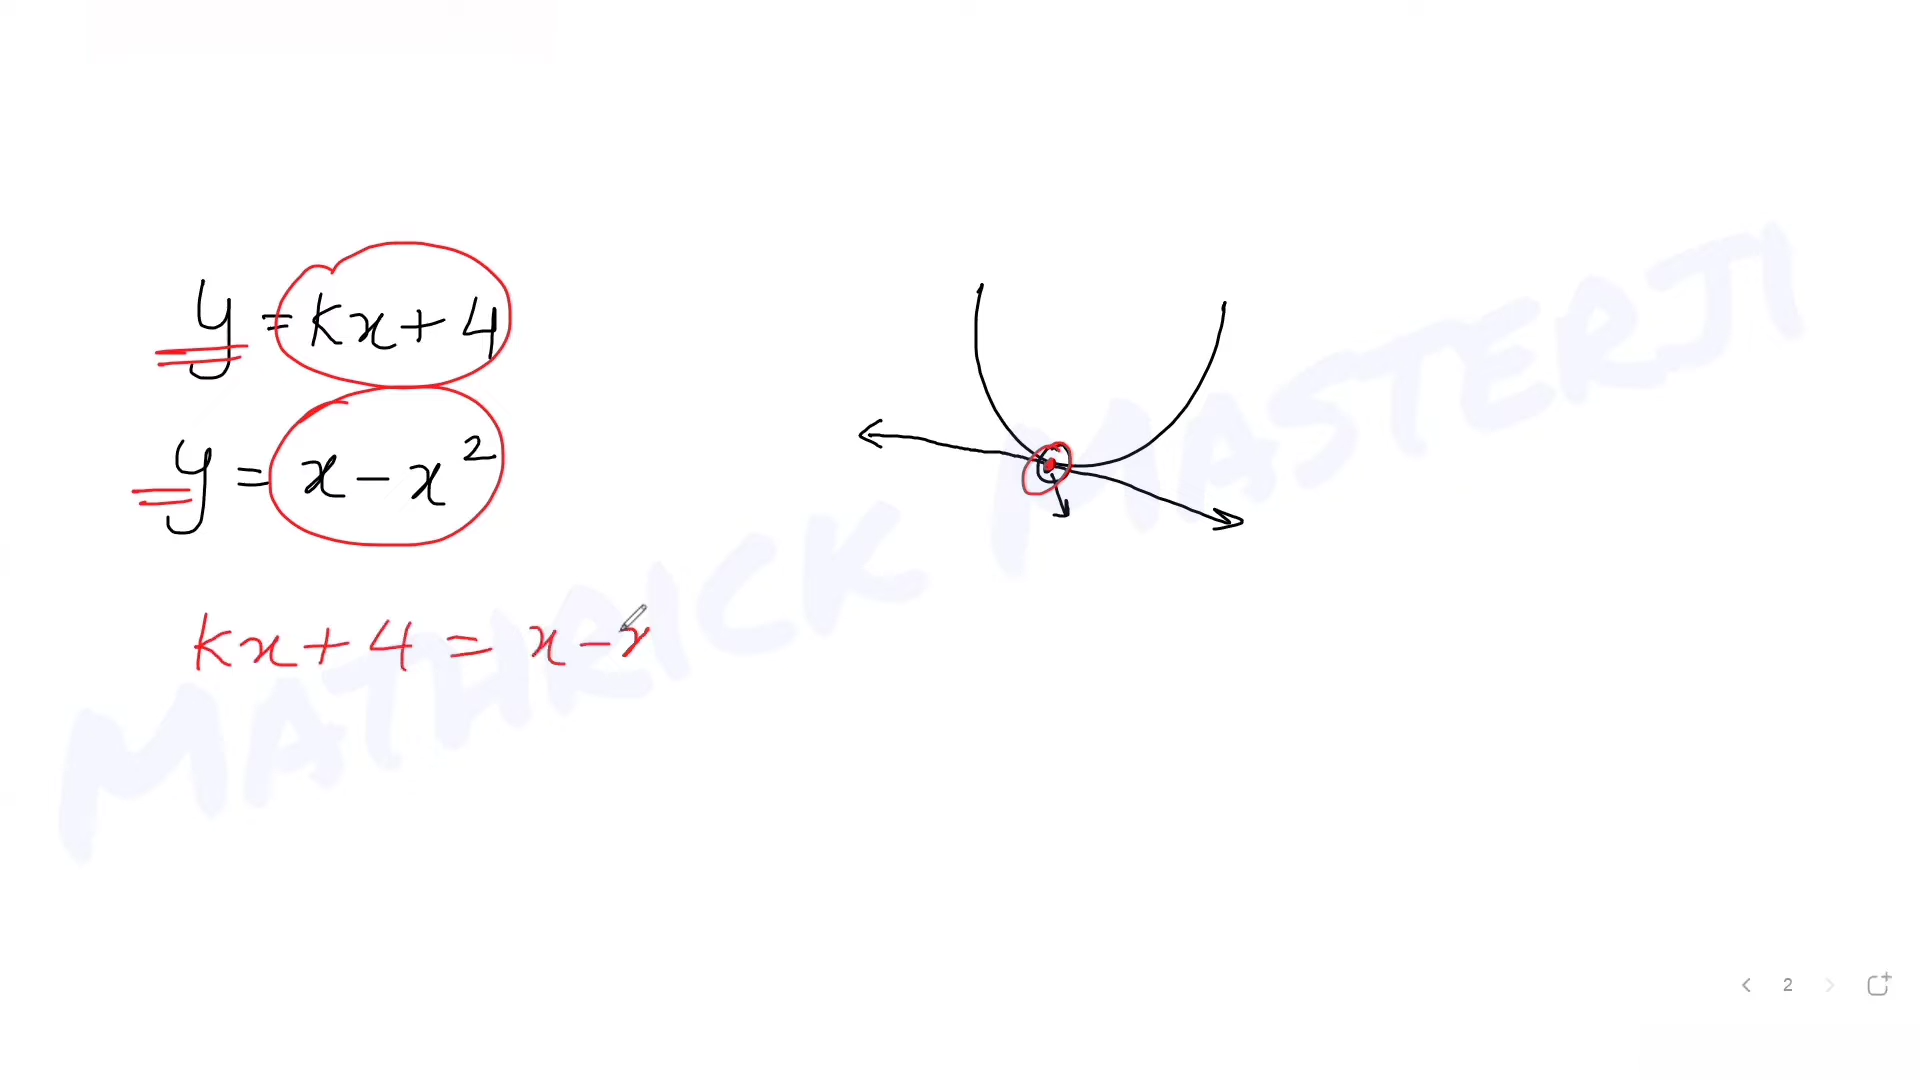 y = kx + 4
y = x - x²
kx + 4 = x - x
MATHRICK MASTERJI
2